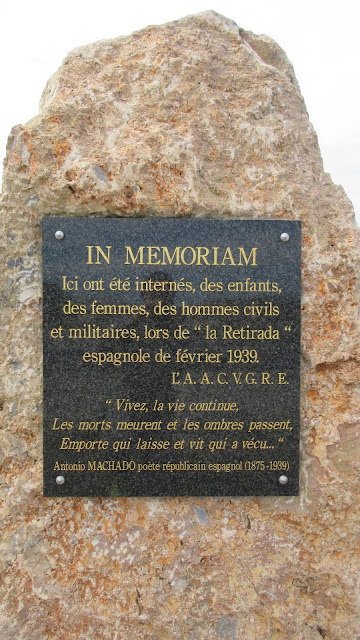 IN MEMORIAM
Ici ont été internés, des enfants,
des femmes, des hommes civils
et militaires, lors de “ la Retirada “
espagnole de février 1939.
L’A. A. C. V. G. R. E.
“ Vivez, la vie continue,
Les morts meurent et les ombres passent,
Emporte qui laisse et vit qui a vécu... “
Antonio MACHADO poète républicain espagnol (1875-1939)